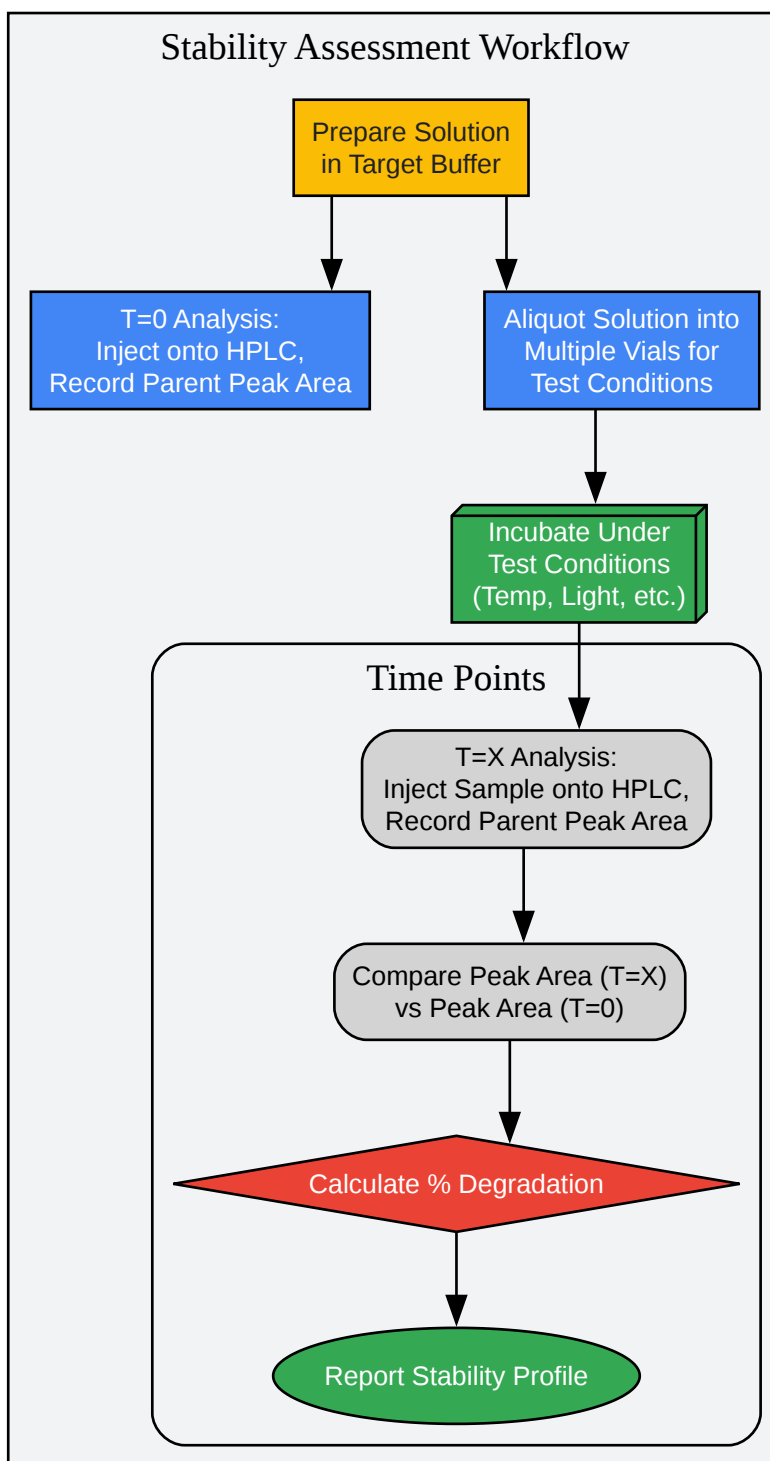 Stability Assessment Workflow
Prepare Solution
in Target Buffer
T=0 Analysis:
Inject onto HPLC,
Record Parent Peak Area
Aliquot Solution into
Multiple Vials for
Test Conditions
Incubate Under
Test Conditions
(Temp, Light, etc.)
Time Points
T=X Analysis:
Inject Sample onto HPLC,
Record Parent Peak Area
Compare Peak Area (T=X)
vs Peak Area (T=0)
Calculate % Degradation
Report Stability Profile